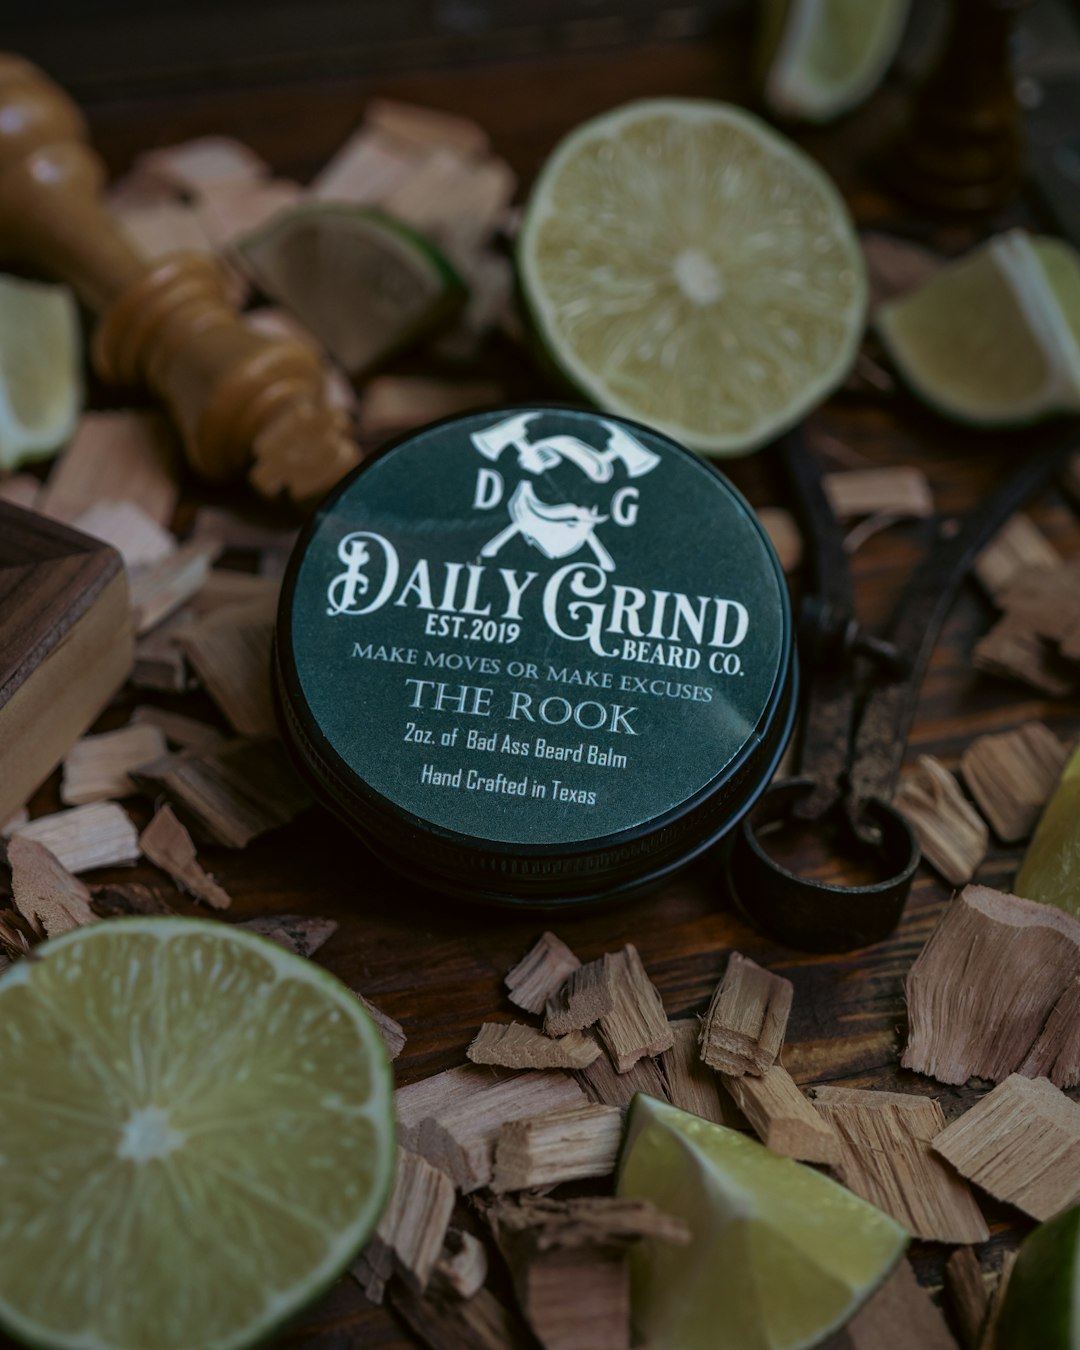 D G
DAILY GRIND
EST.2019
BEARD CO.
MAKE MOVES OR MAKE EXCUSES
THE ROOK
2oz. of Bad Ass Beard Balm
Hand Crafted in Texas